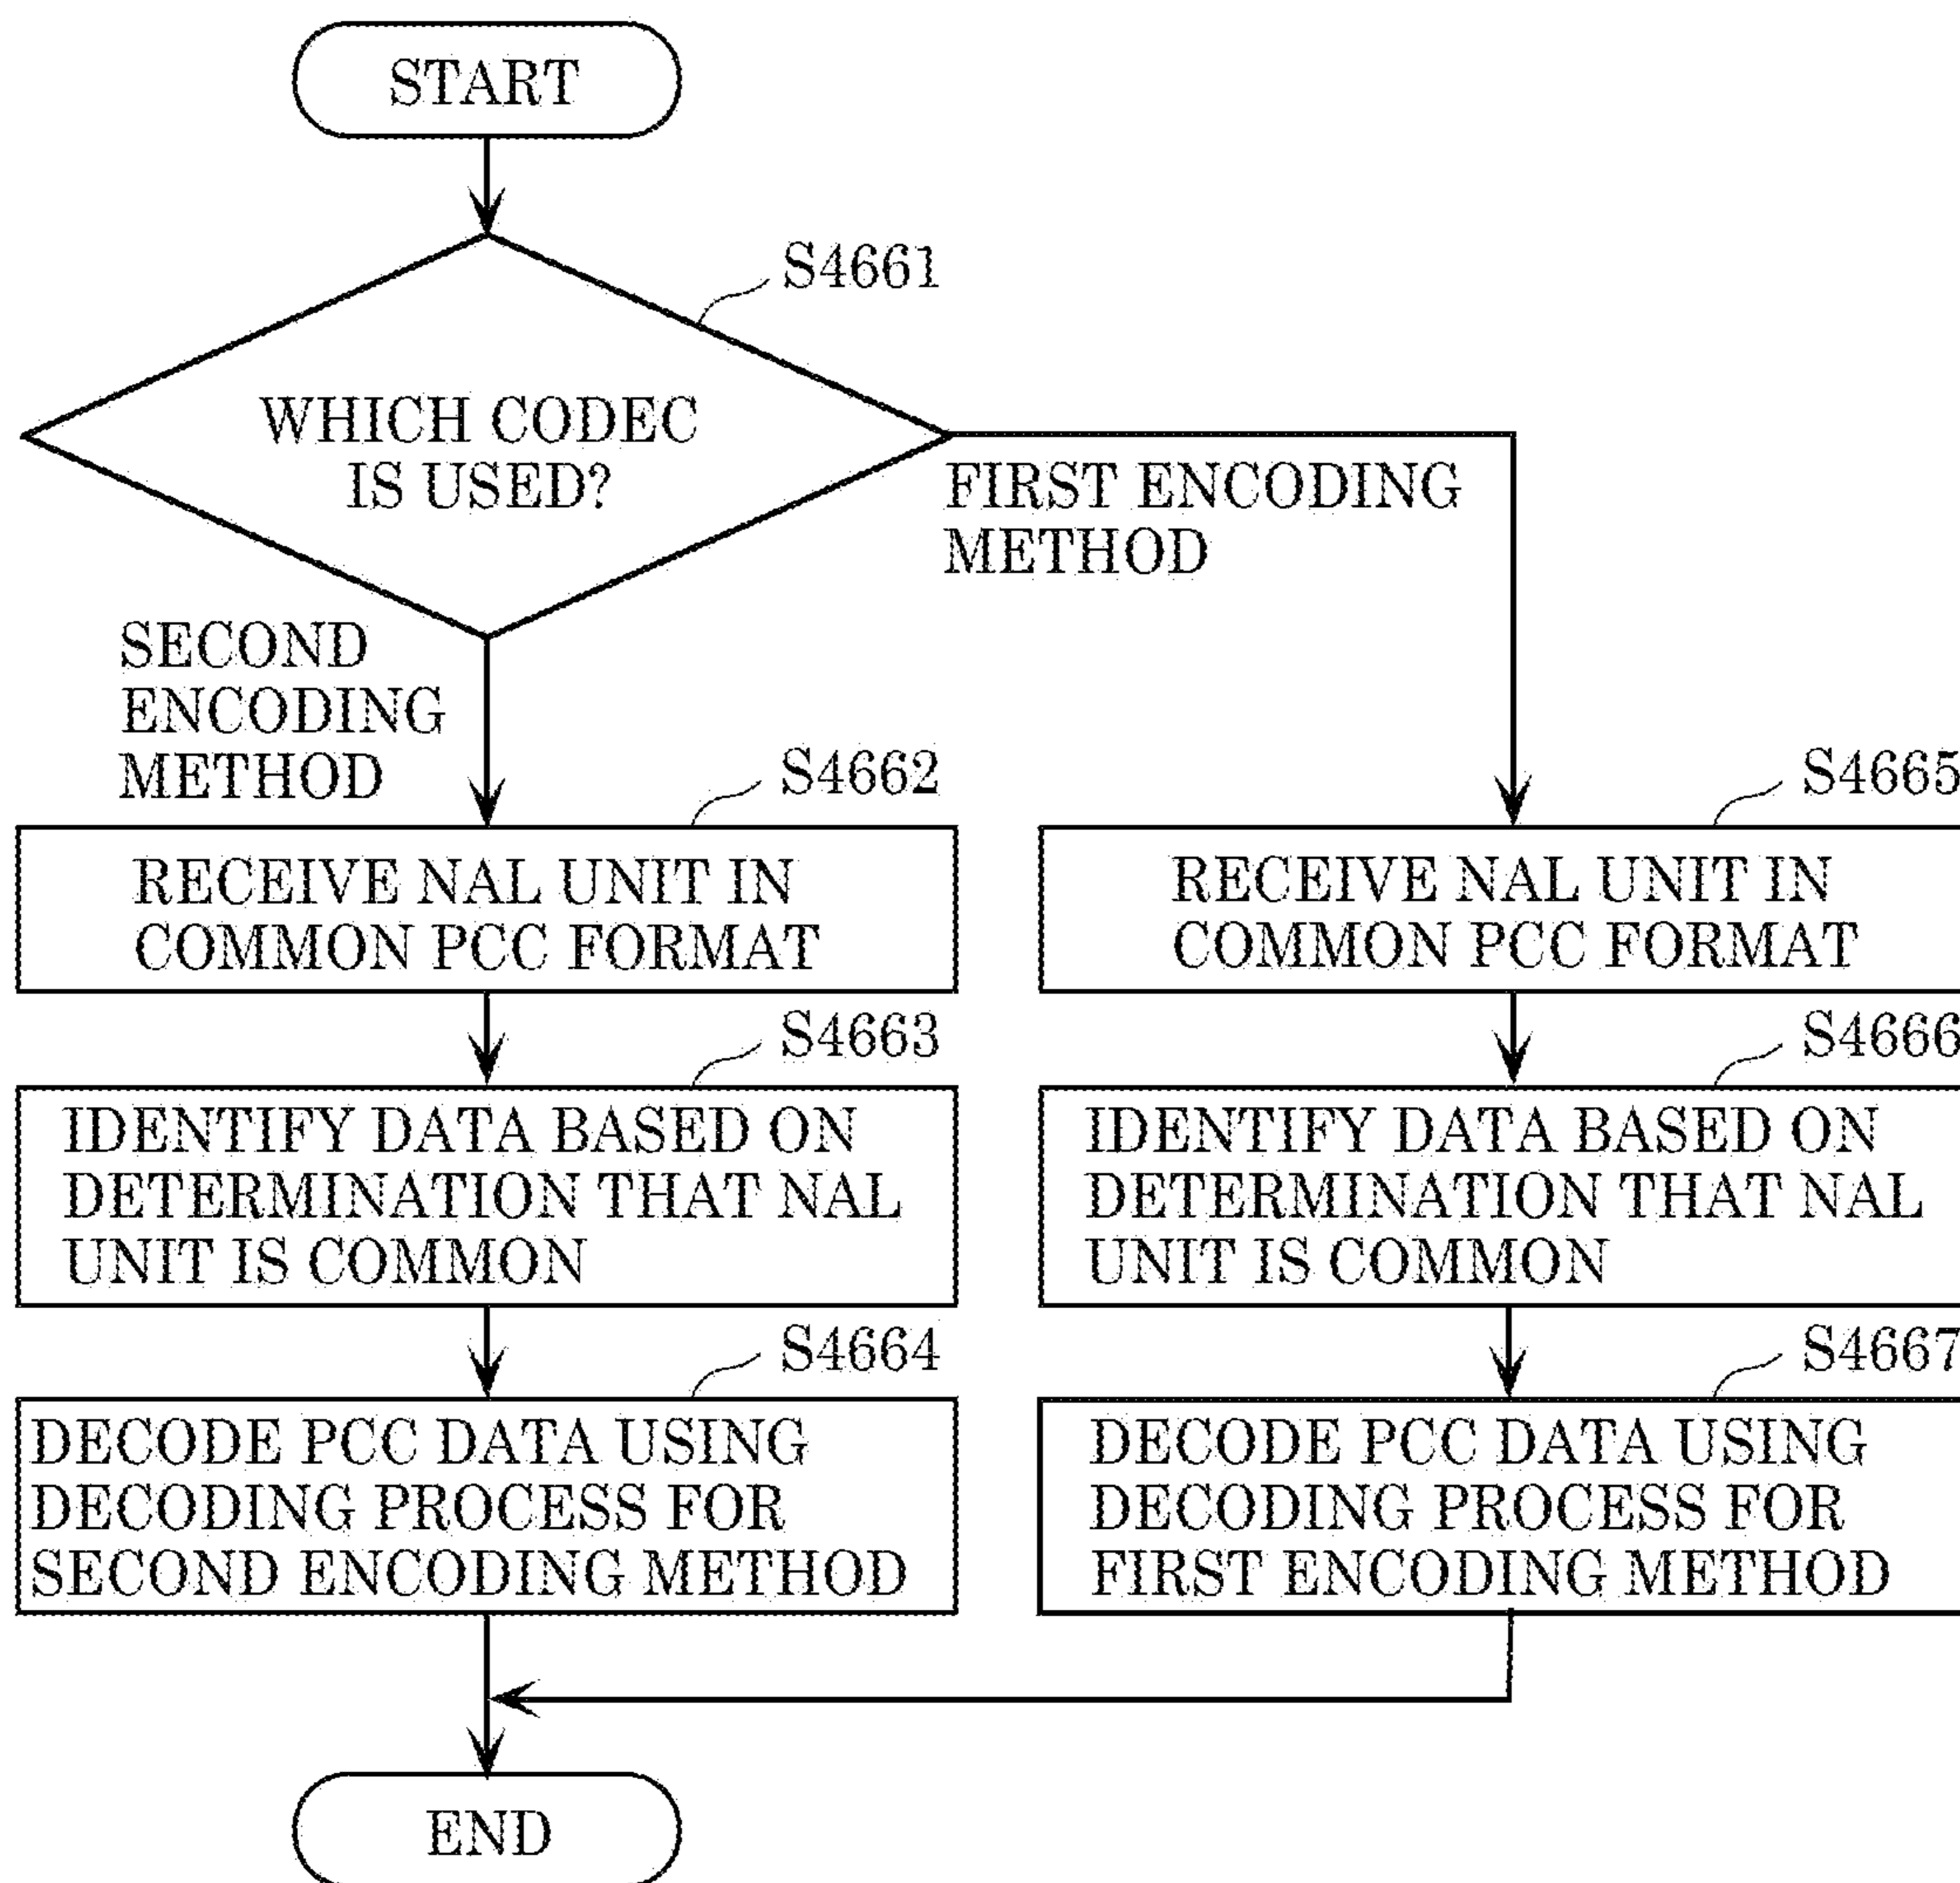 START
S4661
WHICH CODEC
IS USED?
FIRST ENCODING
METHOD
SECOND
ENCODING
METHOD
S4662
RECEIVE NAL UNIT IN
COMMON PCC FORMAT
S4663
IDENTIFY DATA BASED ON
DETERMINATION THAT NAL
UNIT IS COMMON
S4664
DECODE PCC DATA USING
DECODING PROCESS FOR
SECOND ENCODING METHOD
S4665
RECEIVE NAL UNIT IN
COMMON PCC FORMAT
S4666
IDENTIFY DATA BASED ON
DETERMINATION THAT NAL
UNIT IS COMMON
S4667
DECODE PCC DATA USING
DECODING PROCESS FOR
FIRST ENCODING METHOD
END